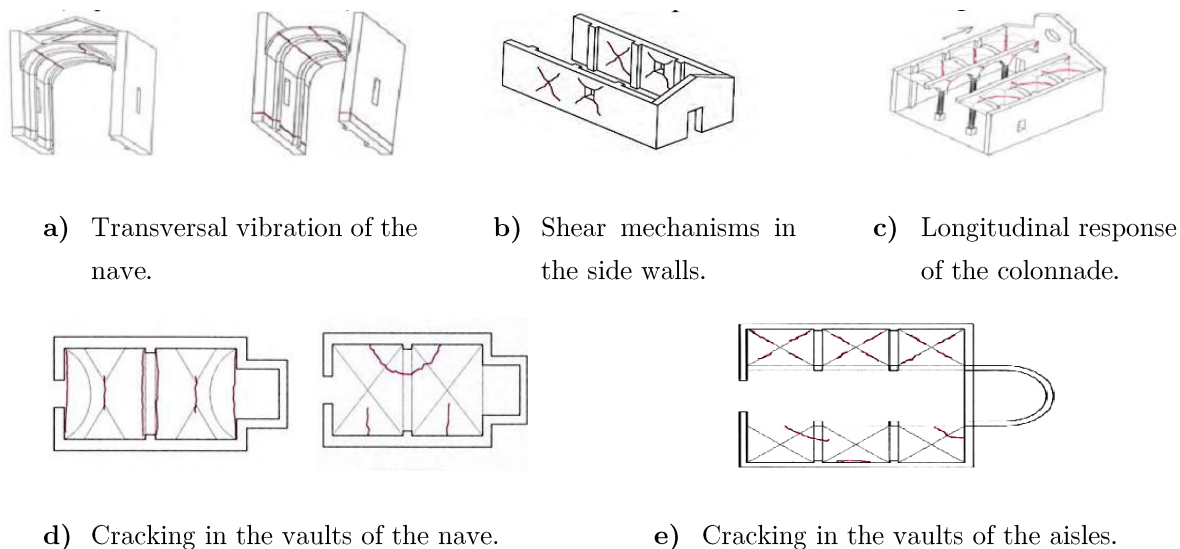 a) Transversal vibration of the
nave.
b) Shear mechanisms in
the side walls.
c) Longitudinal response
of the colonnade.
d) Cracking in the vaults of the nave.
e) Cracking in the vaults of the aisles.